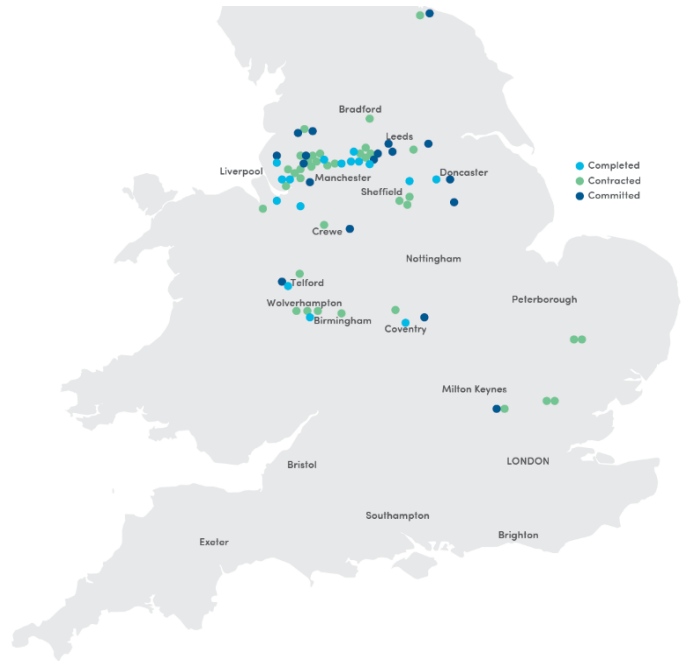 Bradford
Leeds
Liverpool
Manchester
Doncaster
Sheffield
Completed
Contracted
Committed
Crewe
Nottingham
Telford
Wolverhampton
Birmingham
Peterborough
Coventry
Milton Keynes
Bristol
LONDON
Southampton
Brighton
Exeter